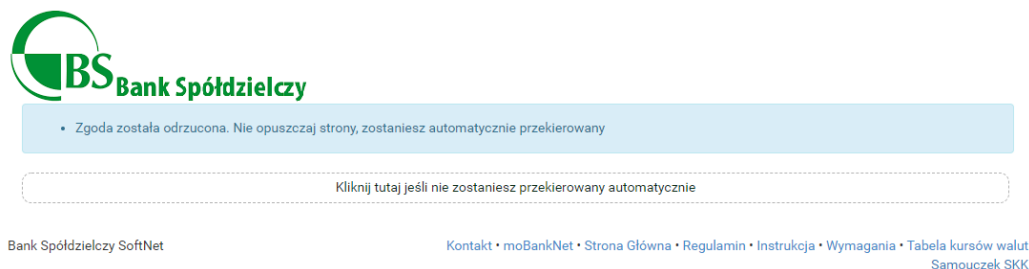 BS Bank Spółdzielczy
• Zgoda została odrzucona. Nie opuszczaj strony, zostaniesz automatycznie przekierowany
Kliknij tutaj jeśli nie zostaniesz przekierowany automatycznie
Bank Spółdzielczy SoftNet
Kontakt • moBankNet • Strona Główna • Regulamin • Instrukcja • Wymagania • Tabela kursów walut
Samouczek SKK